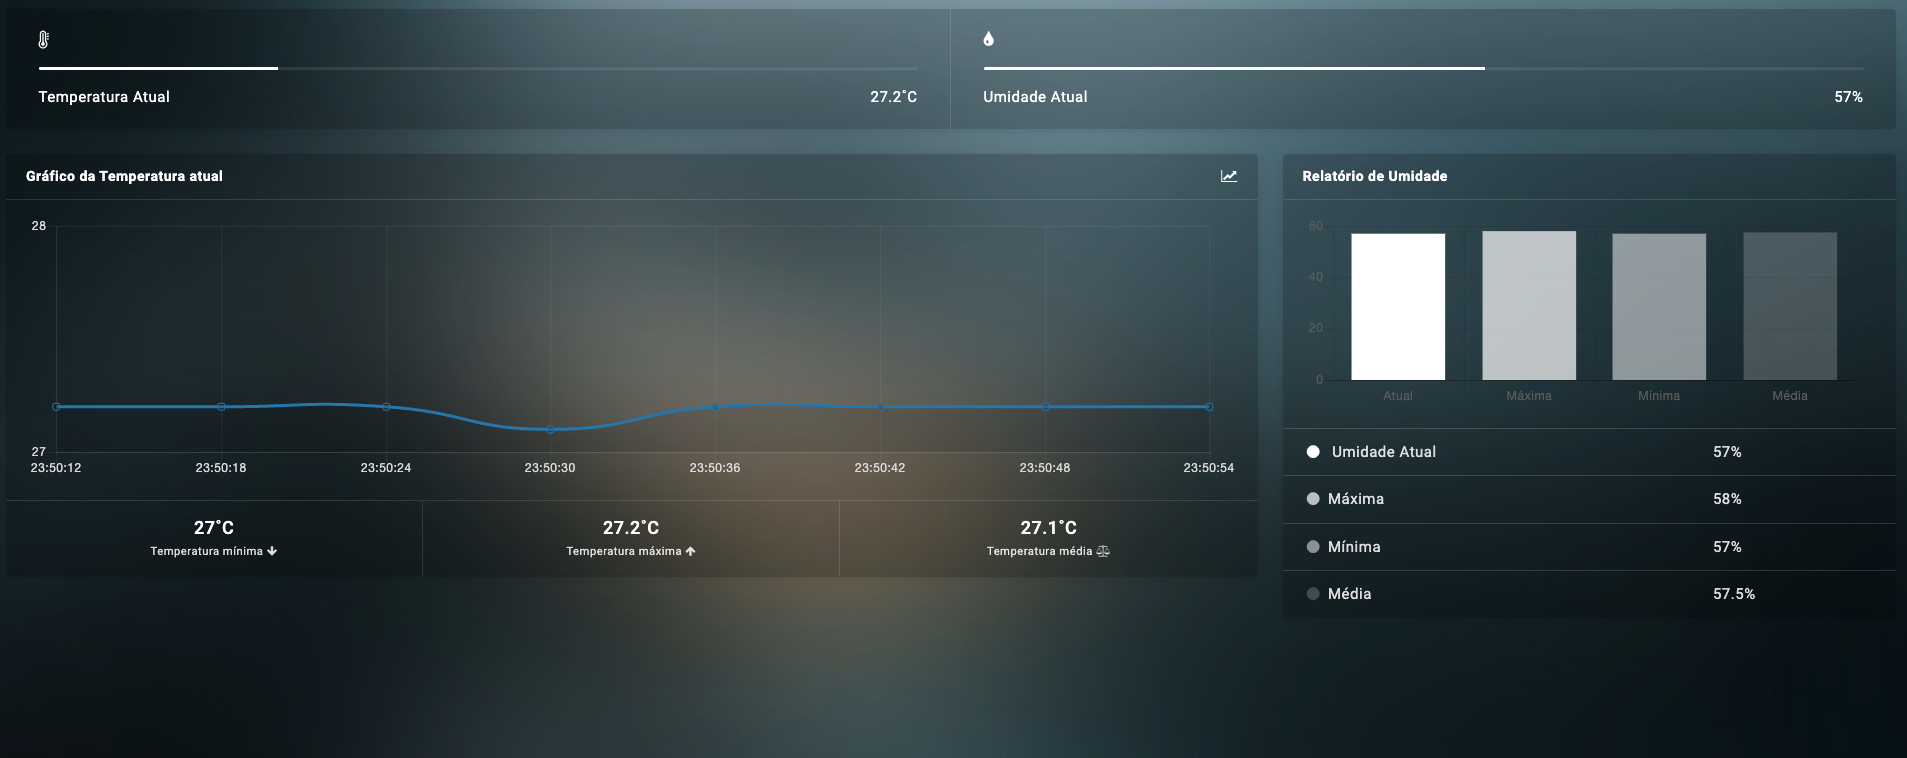 Temperatura Atual
27.2˚C
Umidade Atual
57%
Gráfico da Temperatura atual
28
27
23:50:12 23:50:18 23:50:24 23:50:30 23:50:36 23:50:42 23:50:48 23:50:54
27˚C
Temperatura mínima
27.2˚C
Temperatura máxima
27.1˚C
Temperatura média
Relatório de Umidade
60
40
20
0
Atual Máxima Mínima Média
Umidade Atual 57%
Máxima 58%
Mínima 57%
Média 57.5%